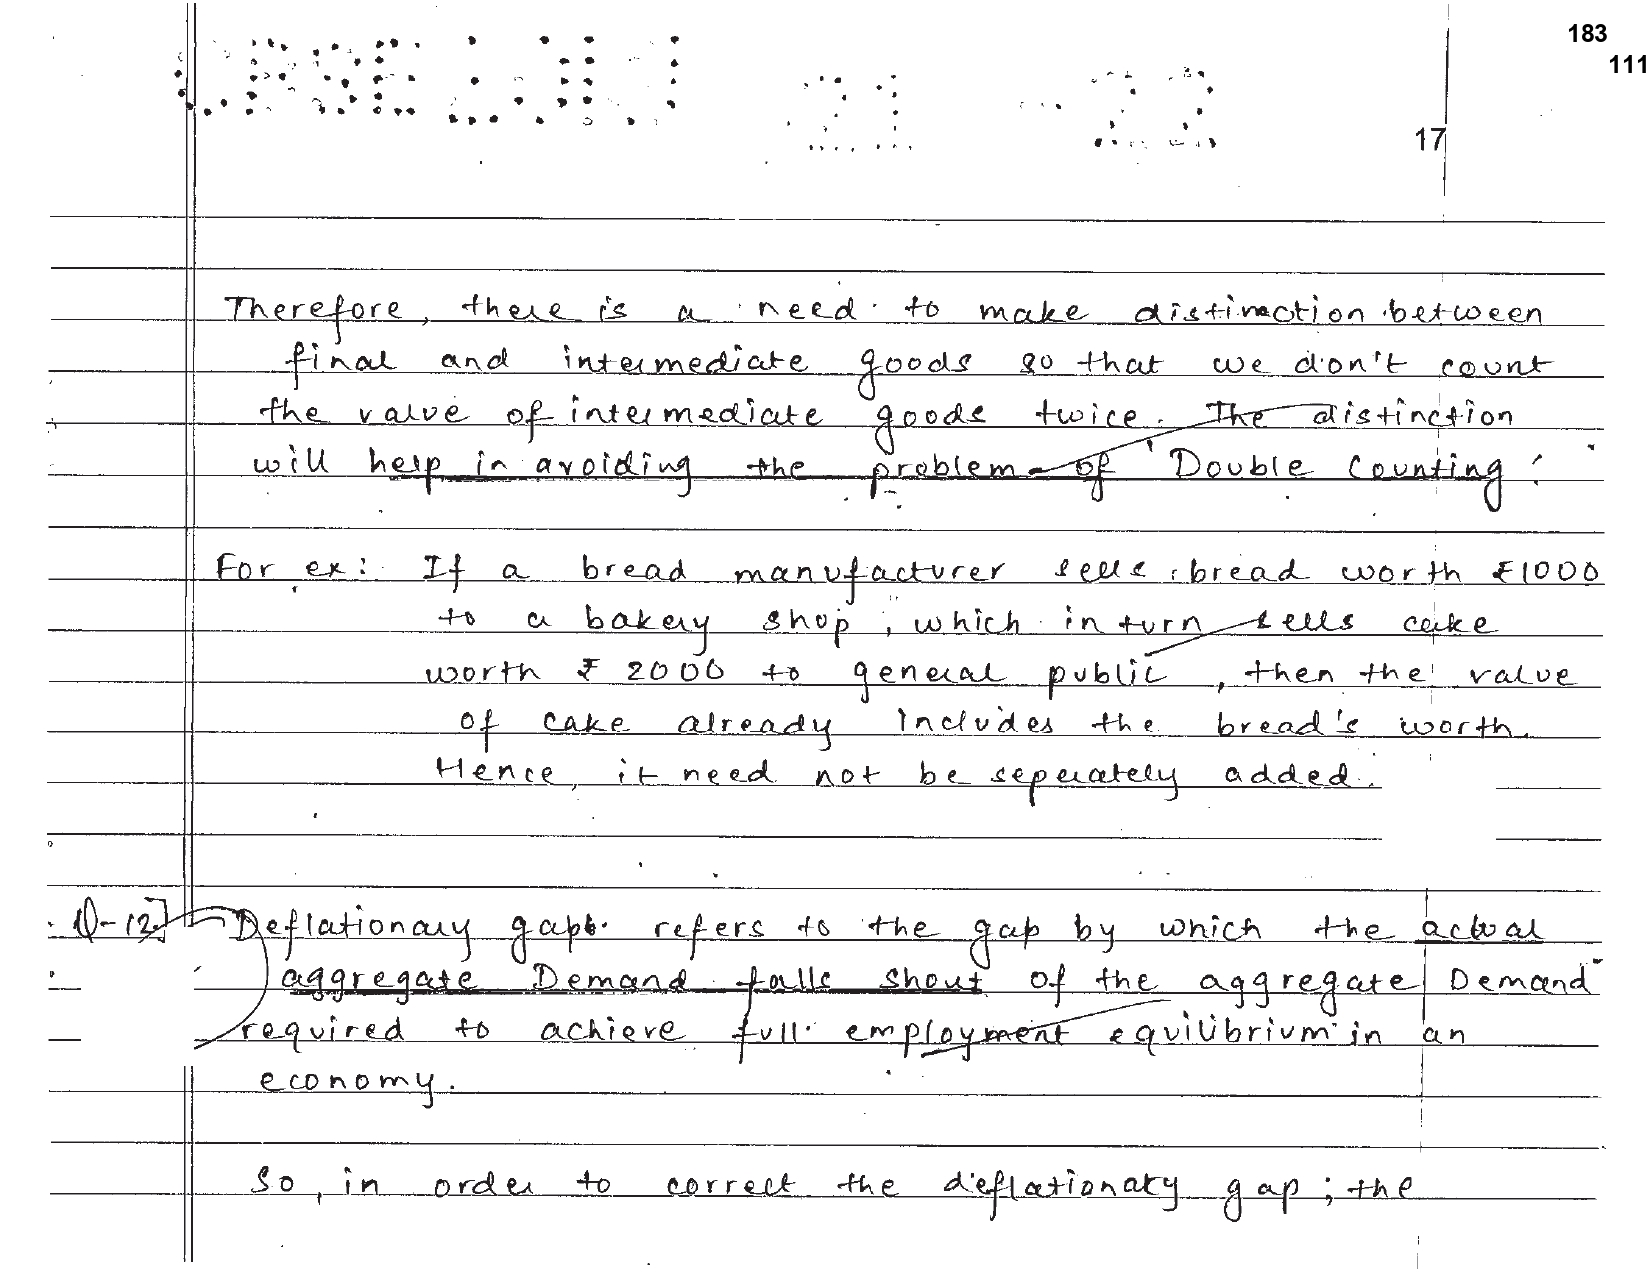 183
111
CBSE DLHI 21 - 22
17
Therefore, there is a need to make distinction between
final and intermediate goods so that we don't count
the value of intermediate goods twice. The distinction
will help in avoiding the problem of 'Double Counting'.
For ex: If a bread manufacturer sells bread worth ₹1000
to a bakery shop, which in turn sells cake
worth ₹ 2000 to general public, then the value
of cake already includes the bread's worth.
Hence, it need not be seperately added.
Q-12] Deflationary gap refers to the gap by which the actual
aggregate Demand falls short of the aggregate Demand
required to achieve full employment equilibrium in an
economy.
So, in order to correct the deflationary gap; the